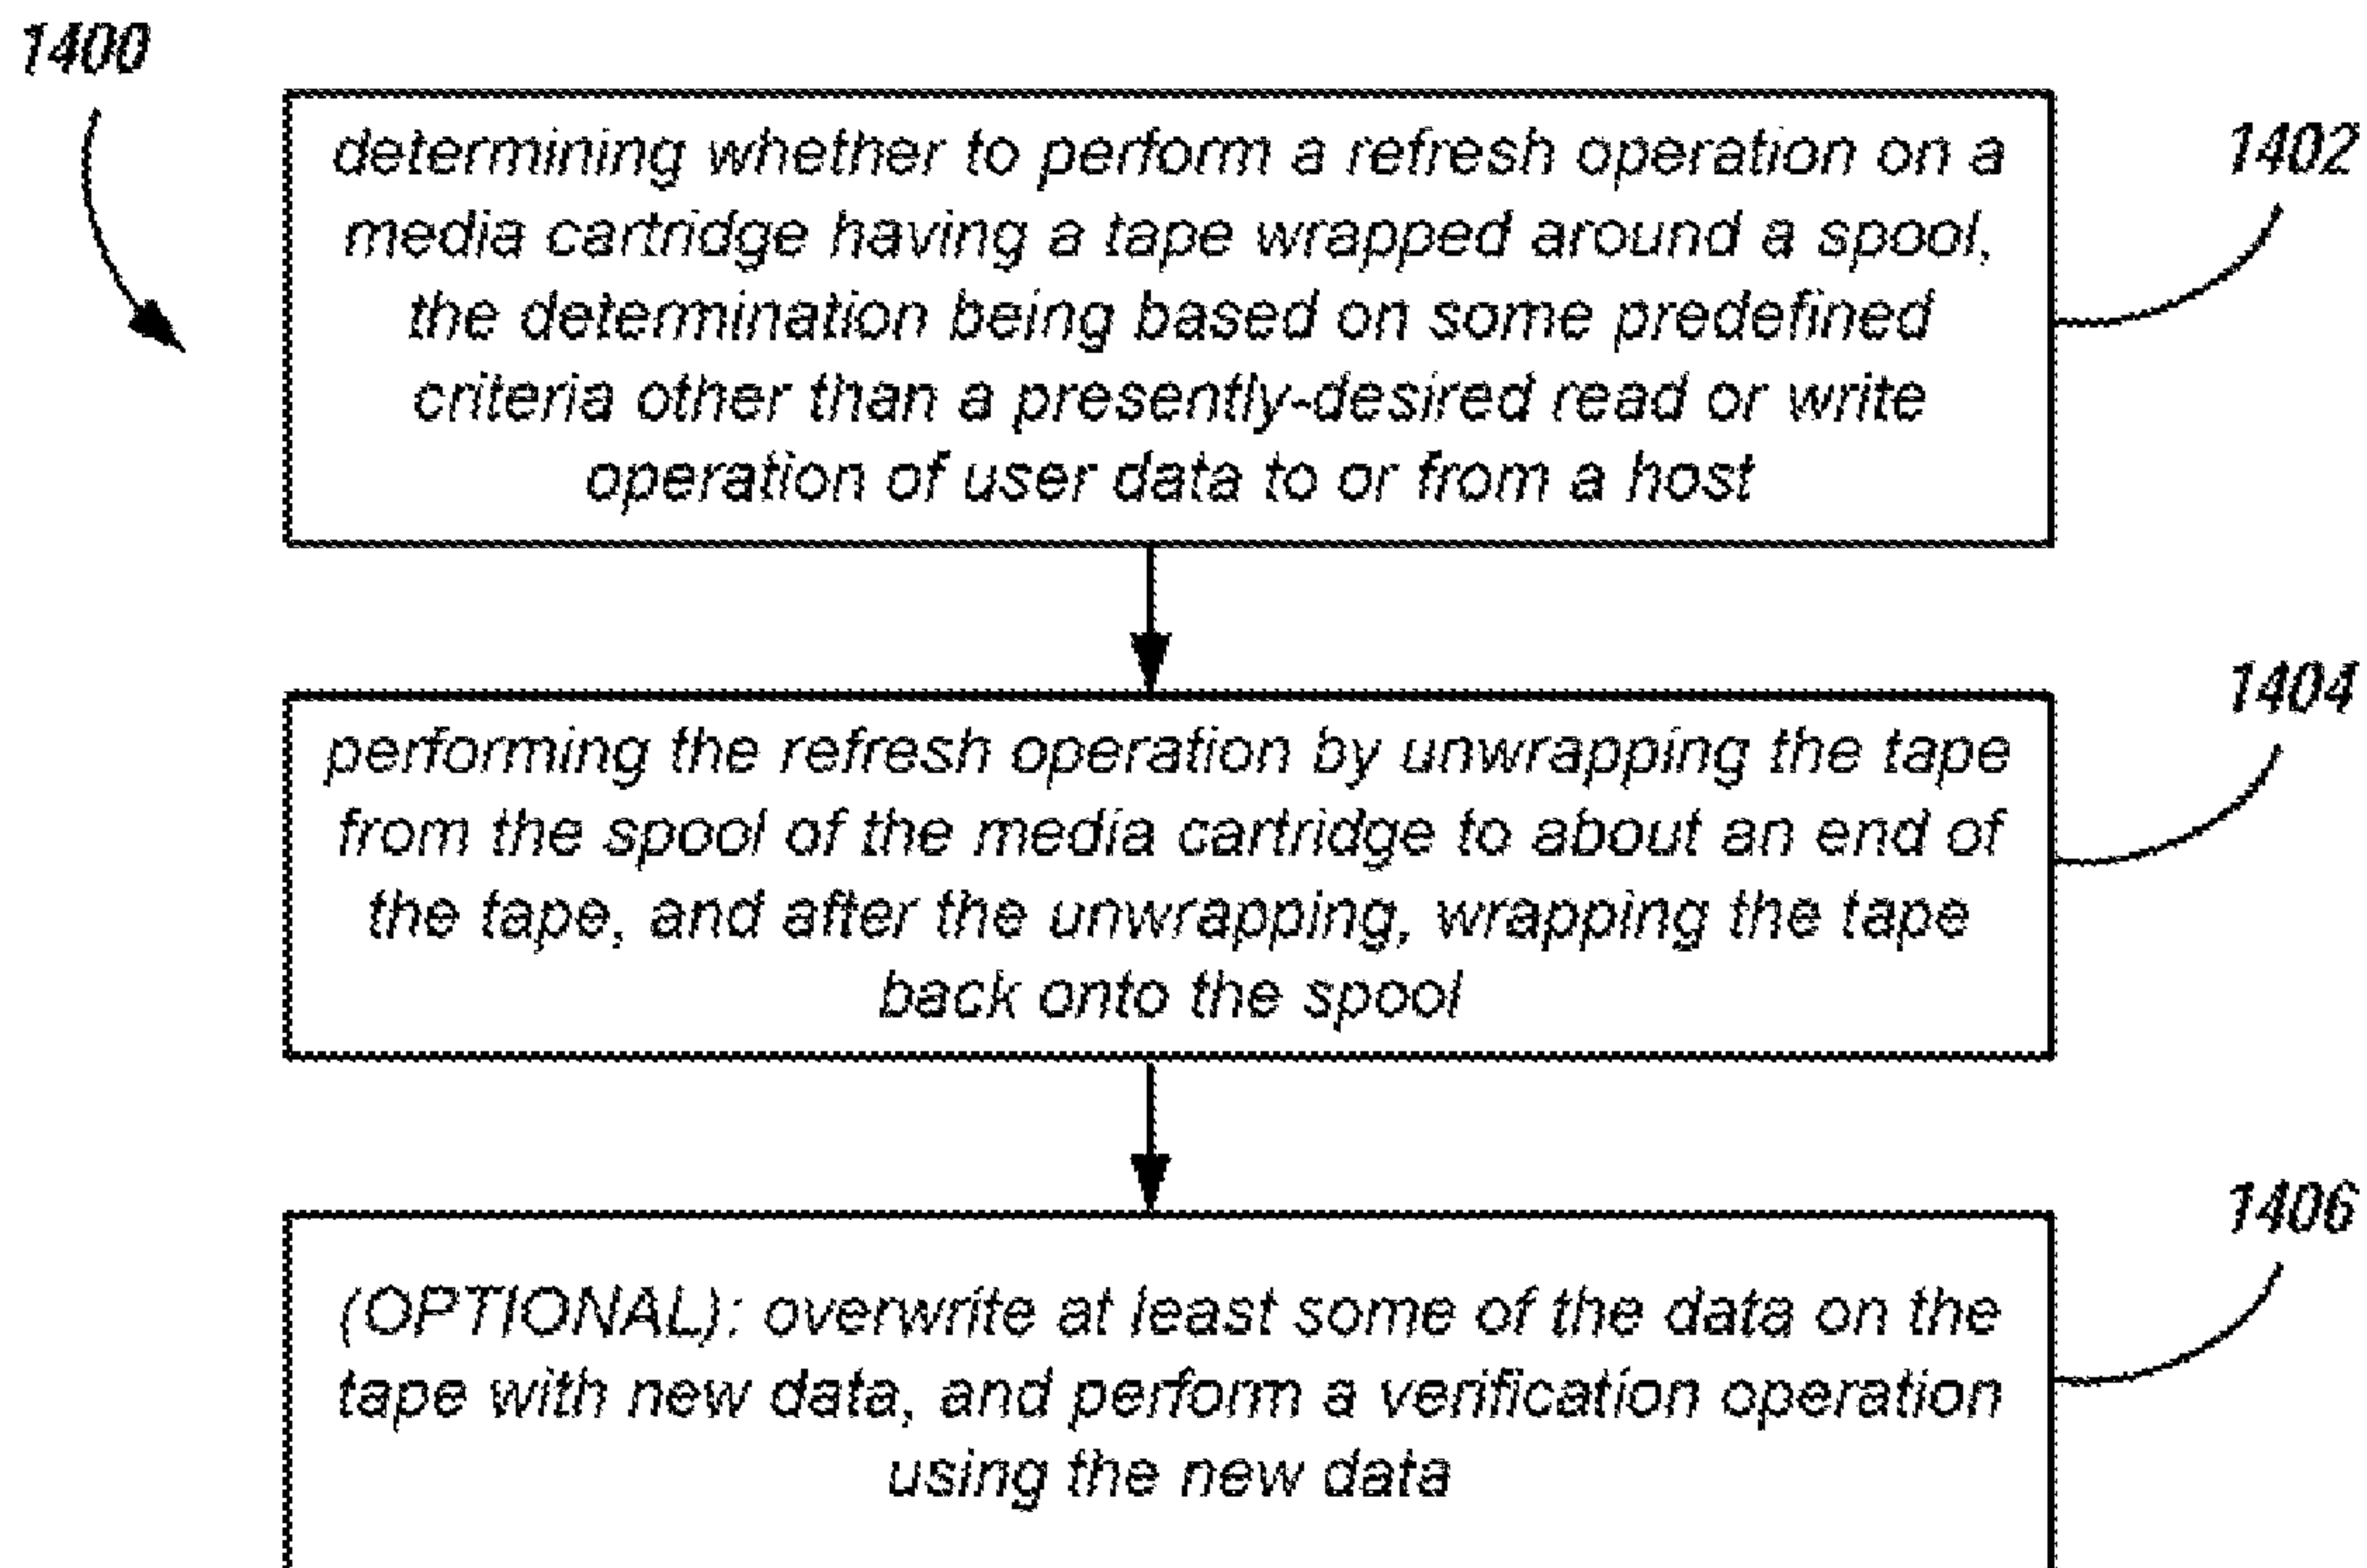 1400
determining whether to perform a refresh operation on a
media cartridge having a tape wrapped around a spool,
the determination being based on some predefined
criteria other than a presently-desired read or write
operation of user data to or from a host
1402
performing the refresh operation by unwrapping the tape
from the spool of the media cartridge to about an end of
the tape, and after the unwrapping, wrapping the tape
back onto the spool
1404
(OPTIONAL): overwrite at least some of the data on the
tape with new data, and perform a verification operation
using the new data
1406